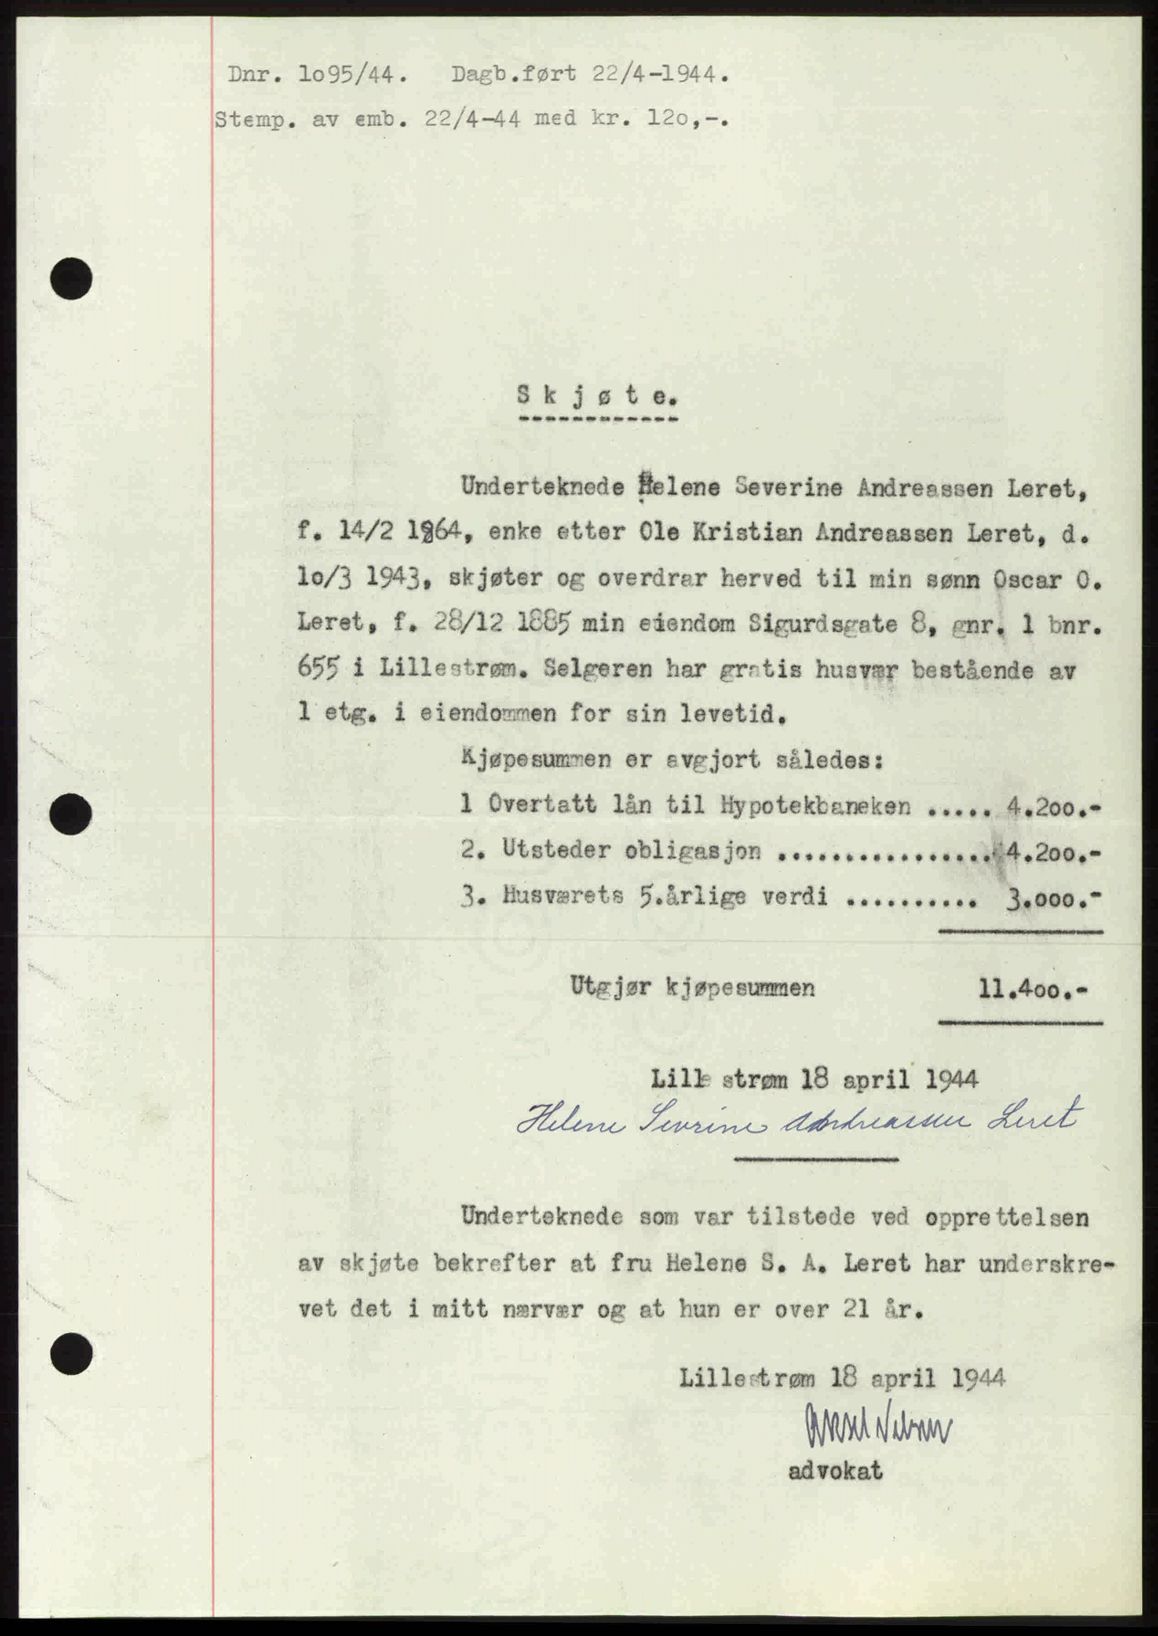 Dnr. lo95/44. Dagb.ført 22/4-1944.
Stemp. av emb. 22/4-44 med kr. 12o,-.
S k j ø t e.
Underteknede Helene Severine Andreassen Leret,
f. 14/2 1864, enke etter Ole Kristian Andreassen Leret, d.
lo/3 1943, skjøter og overdrar herved til min sønn Oscar O.
Leret, f. 28/12 1885 min eiendom Sigurdsgate 8, gnr. 1 bnr.
655 i Lillestrøm. Selgeren har gratis husvær bestående av
1 etg. i eiendommen for sin levetid.
Kjøpesummen er avgjort således:
1 Overtatt lån til Hypotekbaneken ..... 4.2oo.-
2. Utsteder obligasjon ................ 4.2oo.-
3. Husværets 5.årlige verdi .......... 3.ooo.-
Utgjør kjøpesummen 11.4oo.-
Lille strøm 18 april 1944
Helene Sevrine Andreassen Leret
Underteknede som var tilstede ved opprettelsen
av skjøte bekrefter at fru Helene S. A. Leret har underskre-
vet det i mitt nærvær og at hun er over 21 år.
Lillestrøm 18 april 1944
advokat